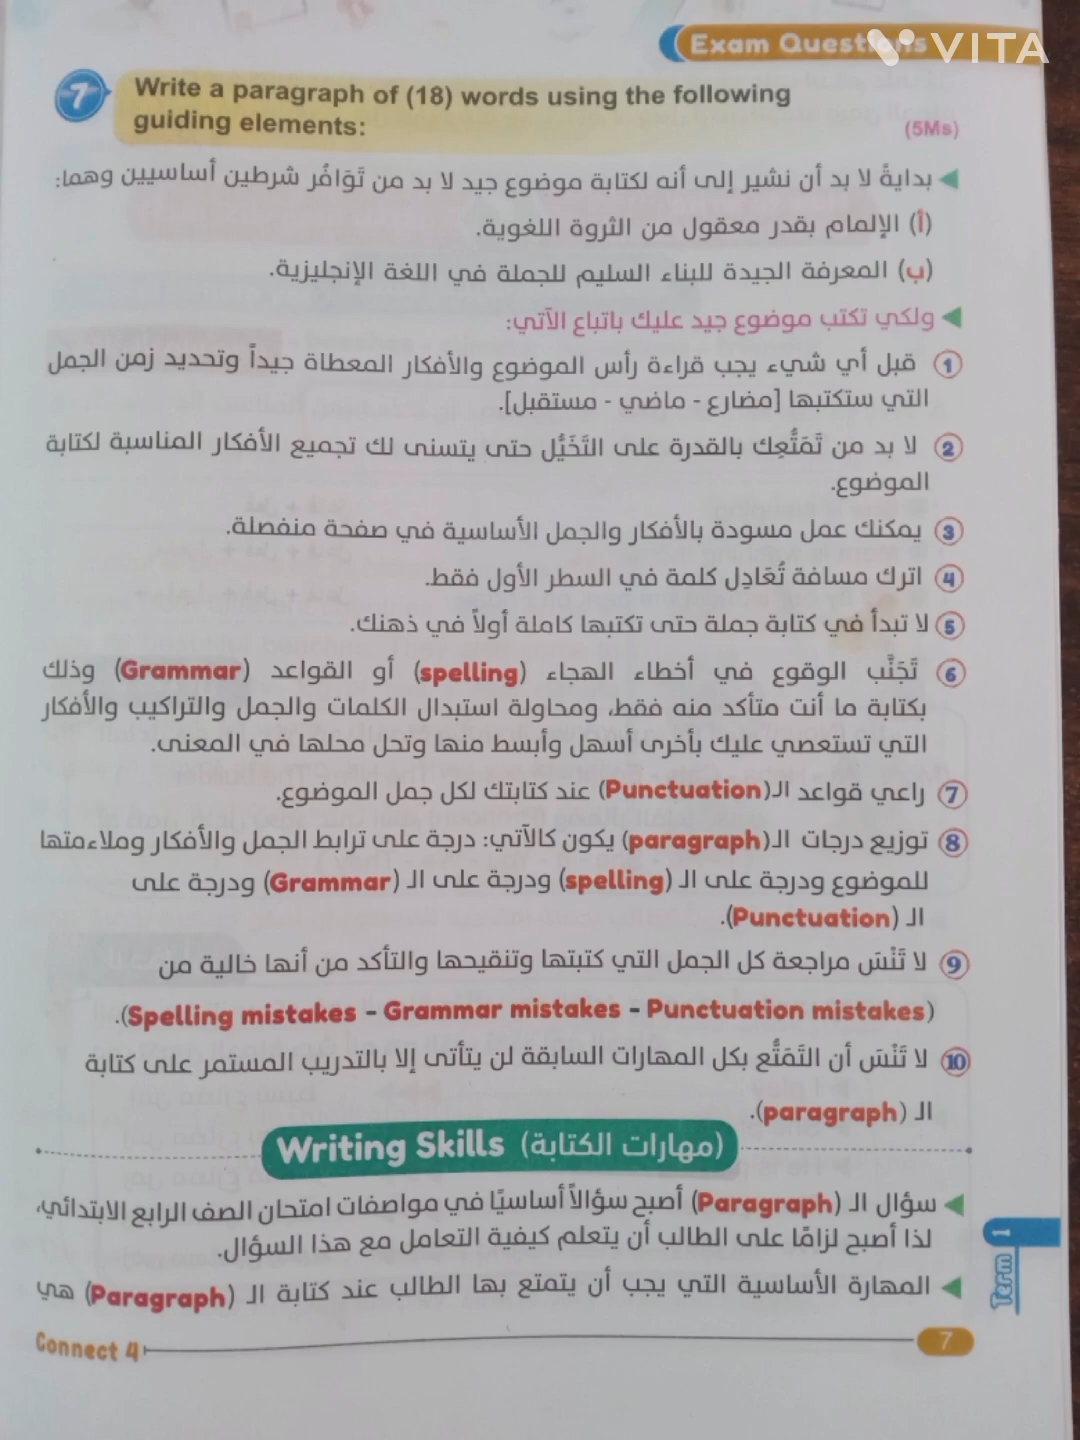 Exam Questions
VITA
7 Write a paragraph of (18) words using the following
guiding elements:
(5Ms)
بدايةً لا بد أن نشير إلى أنه لكتابة موضوع جيد لا بد من تَوَافُر شرطين أساسيين وهما:
(أ) الإلمام بقدر معقول من الثروة اللغوية.
(ب) المعرفة الجيدة للبناء السليم للجملة في اللغة الإنجليزية.
ولكي تكتب موضوع جيد عليك باتباع الآتي:
1 قبل أي شيء يجب قراءة رأس الموضوع والأفكار المعطاة جيداً وتحديد زمن الجمل
التي ستكتبها [مضارع - ماضي - مستقبل].
2 لا بد من تَمَتُّعِك بالقدرة على التَخَيُّل حتى يتسنى لك تجميع الأفكار المناسبة لكتابة
الموضوع.
3 يمكنك عمل مسودة بالأفكار والجمل الأساسية في صفحة منفصلة.
4 اترك مسافة تُعَادِل كلمة في السطر الأول فقط.
5 لا تبدأ في كتابة جملة حتى تكتبها كاملة أولاً في ذهنك.
6 تَجَنَّب الوقوع في أخطاء الهجاء (spelling) أو القواعد (Grammar) وذلك
بكتابة ما أنت متأكد منه فقط، ومحاولة استبدال الكلمات والجمل والتراكيب والأفكار
التي تستعصي عليك بأخرى أسهل وأبسط منها وتحل محلها في المعنى.
7 راعي قواعد الـ(Punctuation) عند كتابتك لكل جمل الموضوع.
8 توزيع درجات الـ(paragraph) يكون كالآتي: درجة على ترابط الجمل والأفكار وملاءمتها
للموضوع ودرجة على الـ (spelling) ودرجة على الـ (Grammar) ودرجة على
الـ (Punctuation).
9 لا تَنْسَ مراجعة كل الجمل التي كتبتها وتنقيحها والتأكد من أنها خالية من
(Spelling mistakes - Grammar mistakes - Punctuation mistakes).
10 لا تَنْسَ أن التَمَتُّع بكل المهارات السابقة لن يتأتى إلا بالتدريب المستمر على كتابة
الـ (paragraph).
Writing Skills (مهارات الكتابة)
سؤال الـ (Paragraph) أصبح سؤالاً أساسيًا في مواصفات امتحان الصف الرابع الابتدائي،
لذا أصبح لزامًا على الطالب أن يتعلم كيفية التعامل مع هذا السؤال.
المهارة الأساسية التي يجب أن يتمتع بها الطالب عند كتابة الـ (Paragraph) هي
Term 1
Connect 4
7